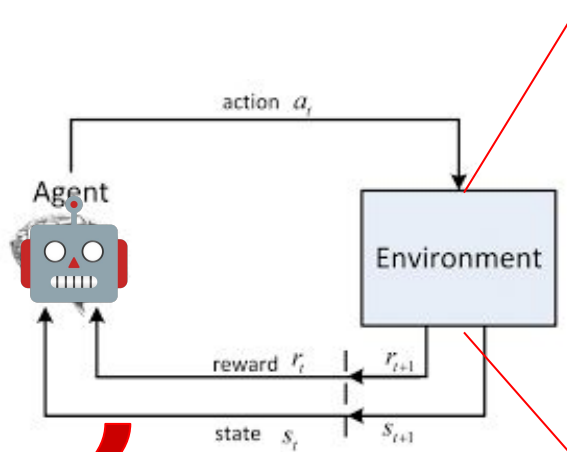 action a_t
Agent
Environment
reward r_t r_{t+1}
state s_t s_{t+1}